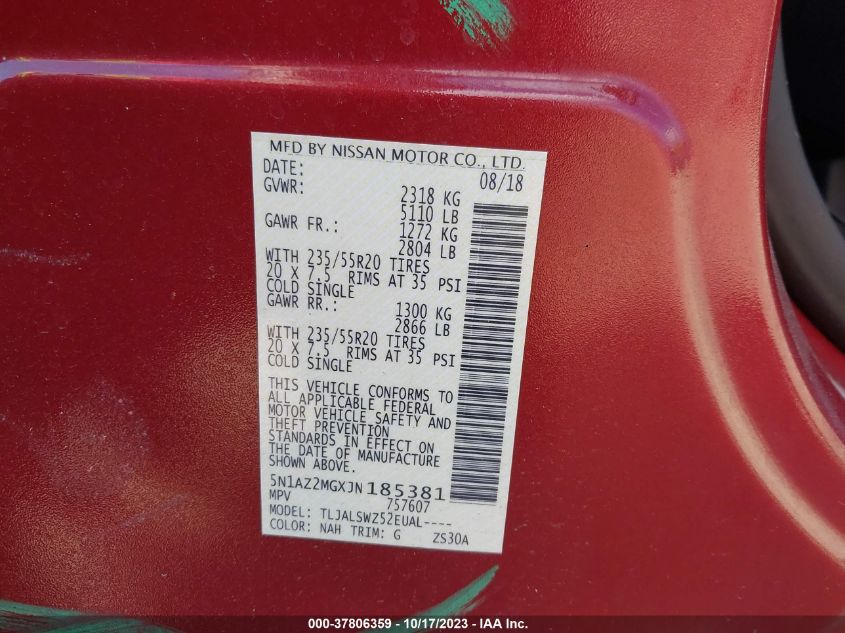 MFD BY NISSAN MOTOR CO., LTD.
DATE: 08/18
GVWR: 2318 KG
5110 LB
GAWR FR.: 1272 KG
2804 LB
WITH 235/55R20 TIRES
20 X 7.5 RIMS AT 35 PSI
COLD SINGLE
GAWR RR.: 1300 KG
2866 LB
WITH 235/55R20 TIRES
20 X 7.5 RIMS AT 35 PSI
COLD SINGLE
THIS VEHICLE CONFORMS TO
ALL APPLICABLE FEDERAL
MOTOR VEHICLE SAFETY AND
THEFT PREVENTION
STANDARDS IN EFFECT ON
THE DATE OF MANUFACTURE
SHOWN ABOVE.
5N1AZ2MGXJN185381
MPV 757607
MODEL: TLJALSWZ52EUAL----
COLOR: NAH TRIM: G ZS30A
000-37806359 - 10/17/2023 - IAA Inc.